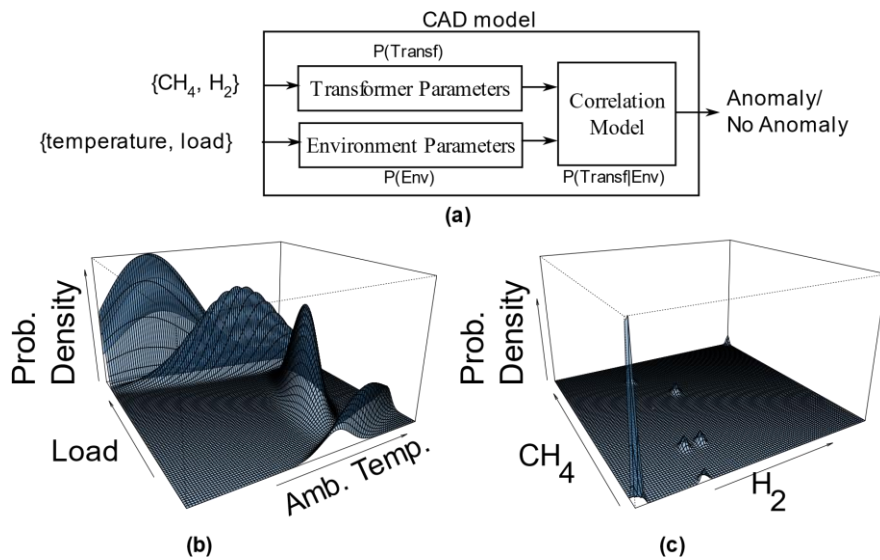 CAD model
P(Transf)
{CH4, H2}
Transformer Parameters
Correlation
Model
Anomaly/
No Anomaly
{temperature, load}
Environment Parameters
P(Env)
P(Transf|Env)
(a)
Prob.
Density
Load
Amb. Temp.
(b)
Prob.
Density
CH4
H2
(c)